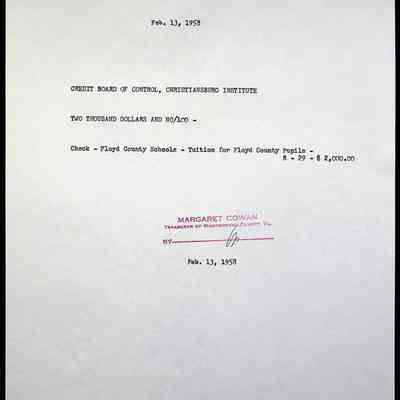 Feb. 13, 1958
CREDIT BOARD OF CONTROL, CHRISTIANSBURG INSTITUTE
TWO THOUSAND DOLLARS AND NO/100 -
Check - Floyd County Schools - Tuition for Floyd County Pupils -
R - 29 - $ 2,000.00
MARGARET COWAN
TREASURER OF MONTGOMERY COUNTY, VA.
BY
Feb. 13, 1958